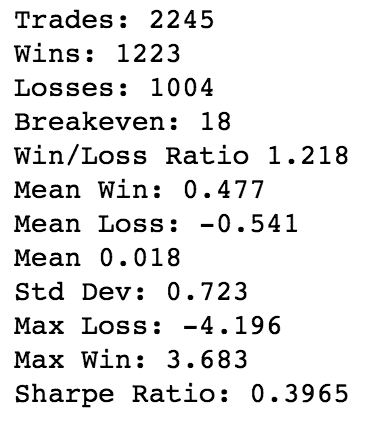 Trades: 2245
Wins: 1223
Losses: 1004
Breakeven: 18
Win/Loss Ratio 1.218
Mean Win: 0.477
Mean Loss: -0.541
Mean 0.018
Std Dev: 0.723
Max Loss: -4.196
Max Win: 3.683
Sharpe Ratio: 0.3965